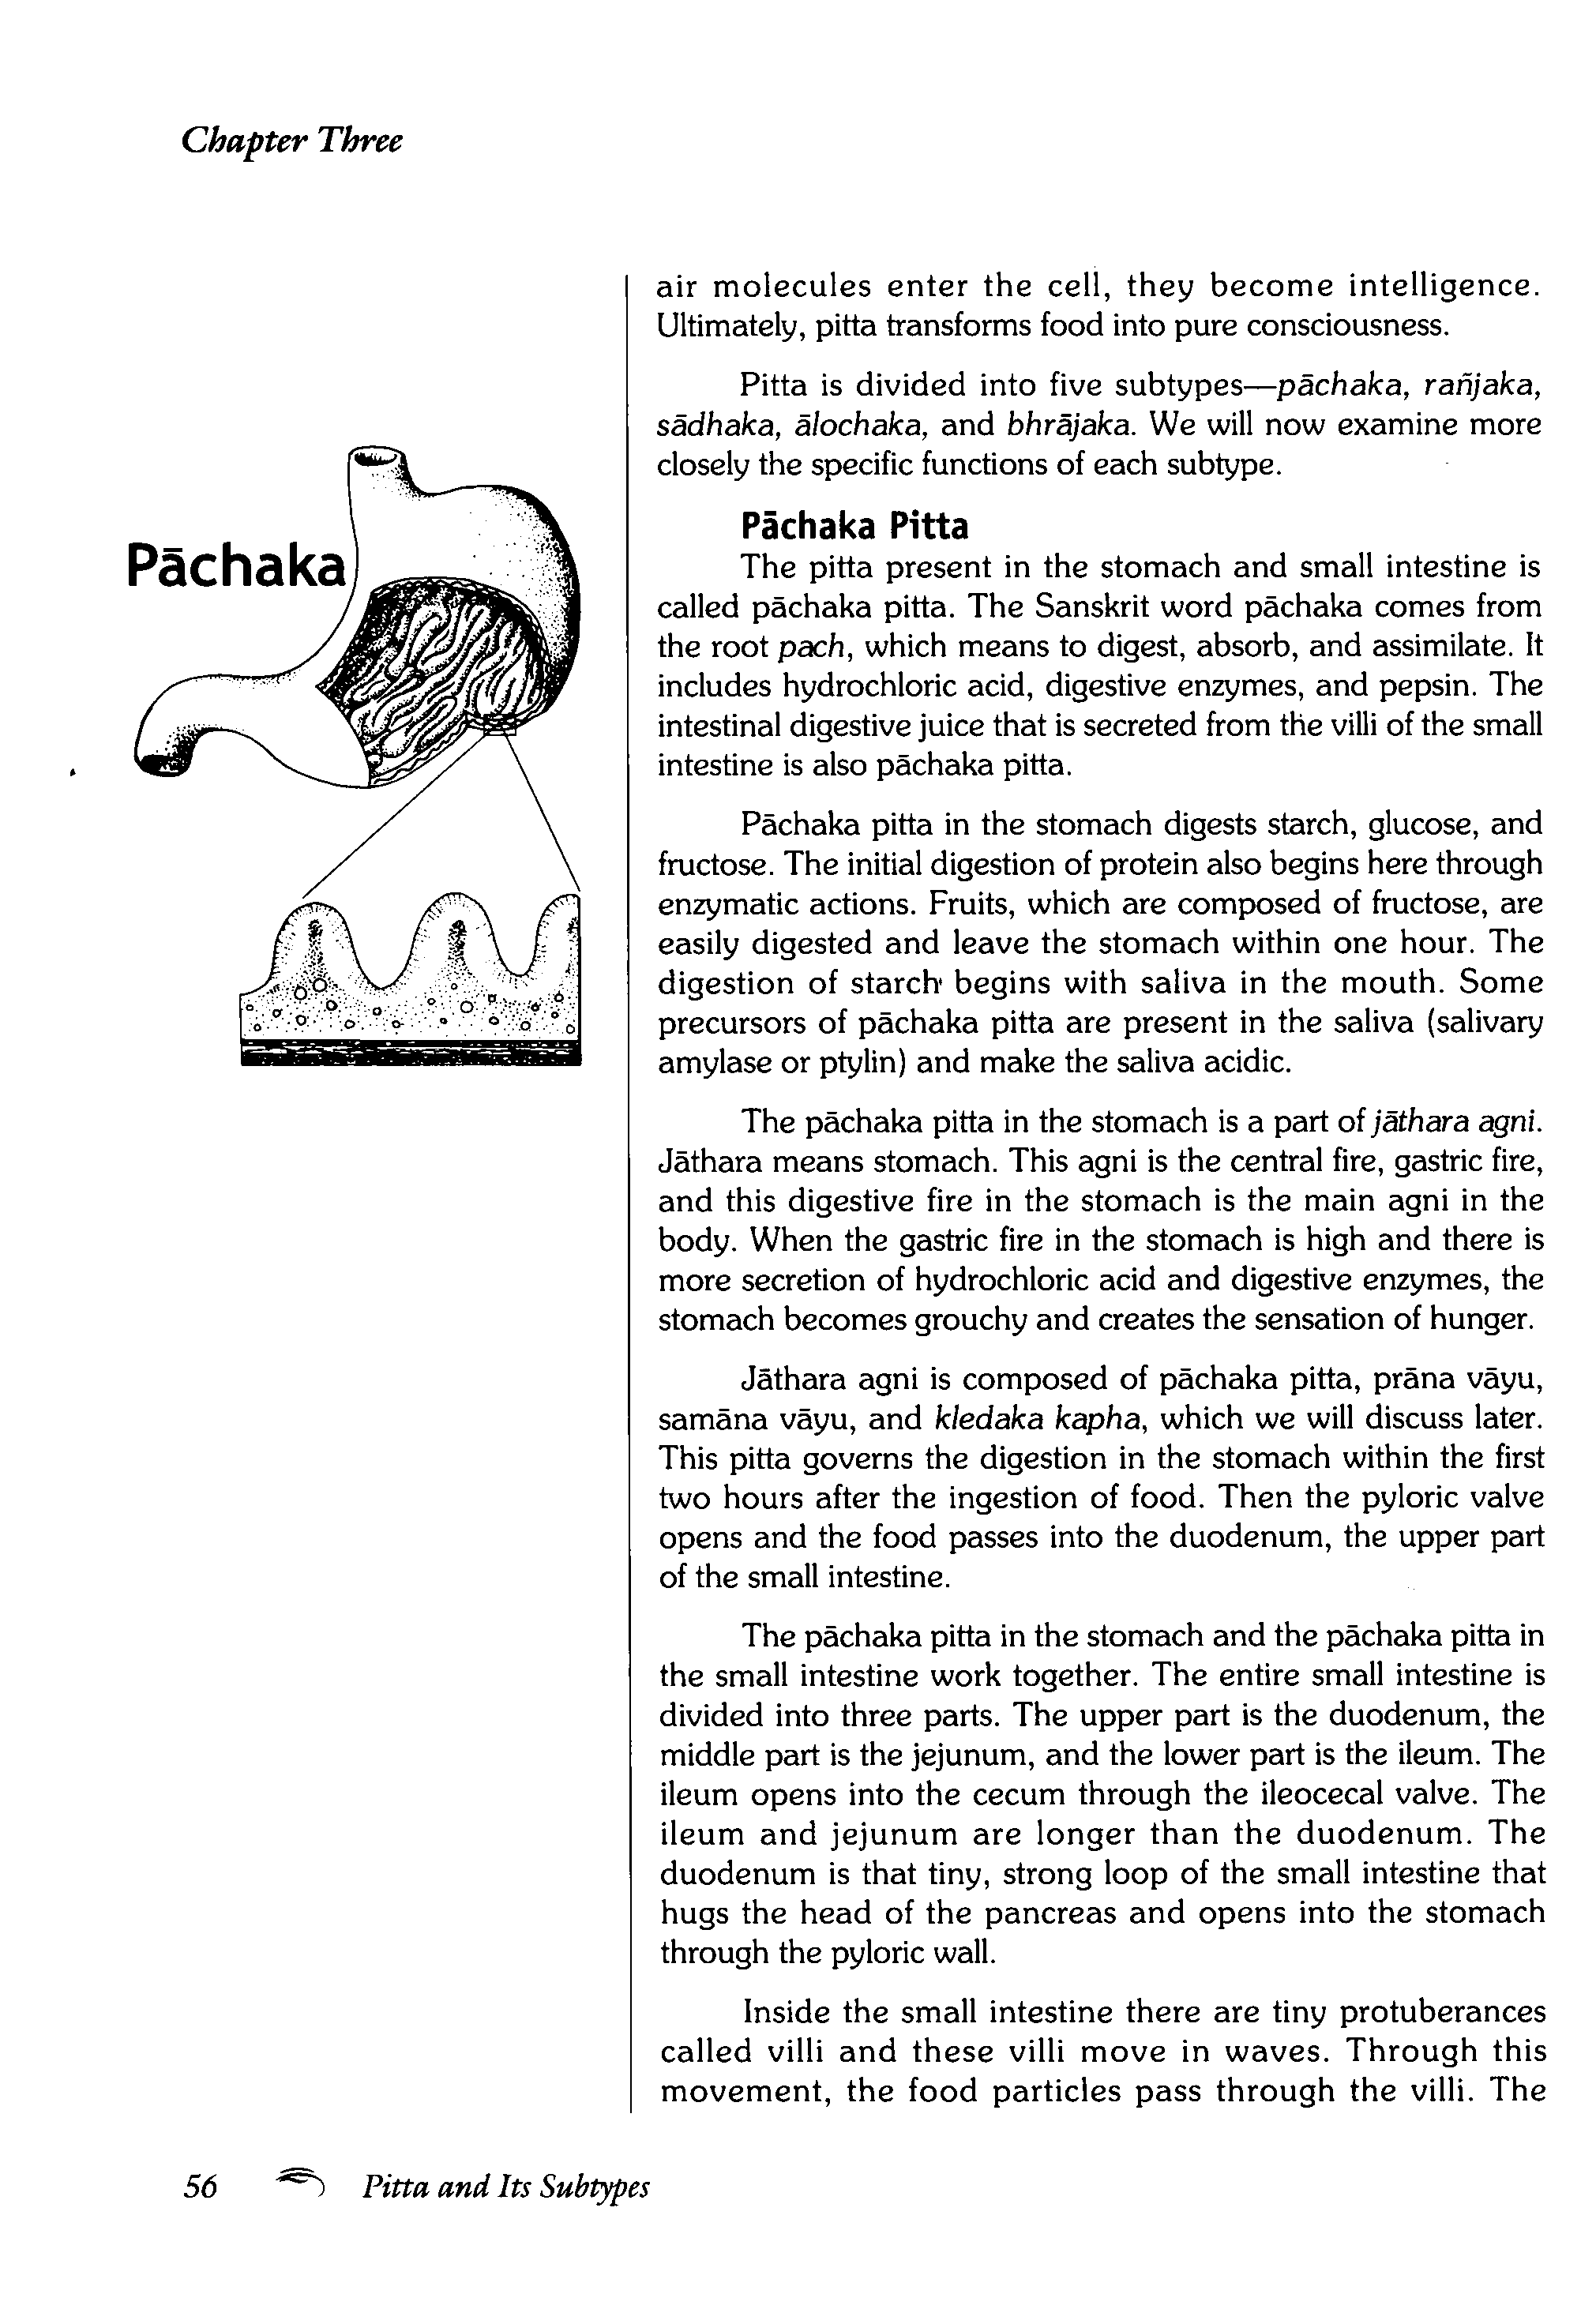 Chapter Three
air molecules enter the cell, they become intelligence.
Ultimately, pitta transforms food into pure consciousness.
Pitta is divided into five subtypes—pāchaka, rañjaka,
sādhaka, ālochaka, and bhrājaka. We will now examine more
closely the specific functions of each subtype.
Pāchaka
Pāchaka Pitta
The pitta present in the stomach and small intestine is
called pāchaka pitta. The Sanskrit word pāchaka comes from
the root pach, which means to digest, absorb, and assimilate. It
includes hydrochloric acid, digestive enzymes, and pepsin. The
intestinal digestive juice that is secreted from the villi of the small
intestine is also pāchaka pitta.
Pāchaka pitta in the stomach digests starch, glucose, and
fructose. The initial digestion of protein also begins here through
enzymatic actions. Fruits, which are composed of fructose, are
easily digested and leave the stomach within one hour. The
digestion of starch begins with saliva in the mouth. Some
precursors of pāchaka pitta are present in the saliva (salivary
amylase or ptylin) and make the saliva acidic.
The pāchaka pitta in the stomach is a part of jāthara agni.
Jāthara means stomach. This agni is the central fire, gastric fire,
and this digestive fire in the stomach is the main agni in the
body. When the gastric fire in the stomach is high and there is
more secretion of hydrochloric acid and digestive enzymes, the
stomach becomes grouchy and creates the sensation of hunger.
Jāthara agni is composed of pāchaka pitta, prāna vāyu,
samāna vāyu, and kledaka kapha, which we will discuss later.
This pitta governs the digestion in the stomach within the first
two hours after the ingestion of food. Then the pyloric valve
opens and the food passes into the duodenum, the upper part
of the small intestine.
The pāchaka pitta in the stomach and the pāchaka pitta in
the small intestine work together. The entire small intestine is
divided into three parts. The upper part is the duodenum, the
middle part is the jejunum, and the lower part is the ileum. The
ileum opens into the cecum through the ileocecal valve. The
ileum and jejunum are longer than the duodenum. The
duodenum is that tiny, strong loop of the small intestine that
hugs the head of the pancreas and opens into the stomach
through the pyloric wall.
Inside the small intestine there are tiny protuberances
called villi and these villi move in waves. Through this
movement, the food particles pass through the villi. The
56 Pitta and Its Subtypes